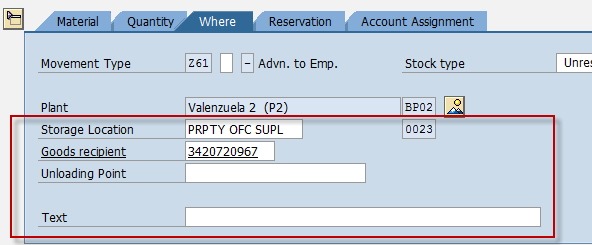 Material Quantity Where Reservation Account Assignment
Movement Type Z61 - Advn. to Emp. Stock type Unres
Plant Valenzuela 2 (P2) BP02
Storage Location PRPTY OFC SUPL 0023
Goods recipient 3420720967
Unloading Point
Text